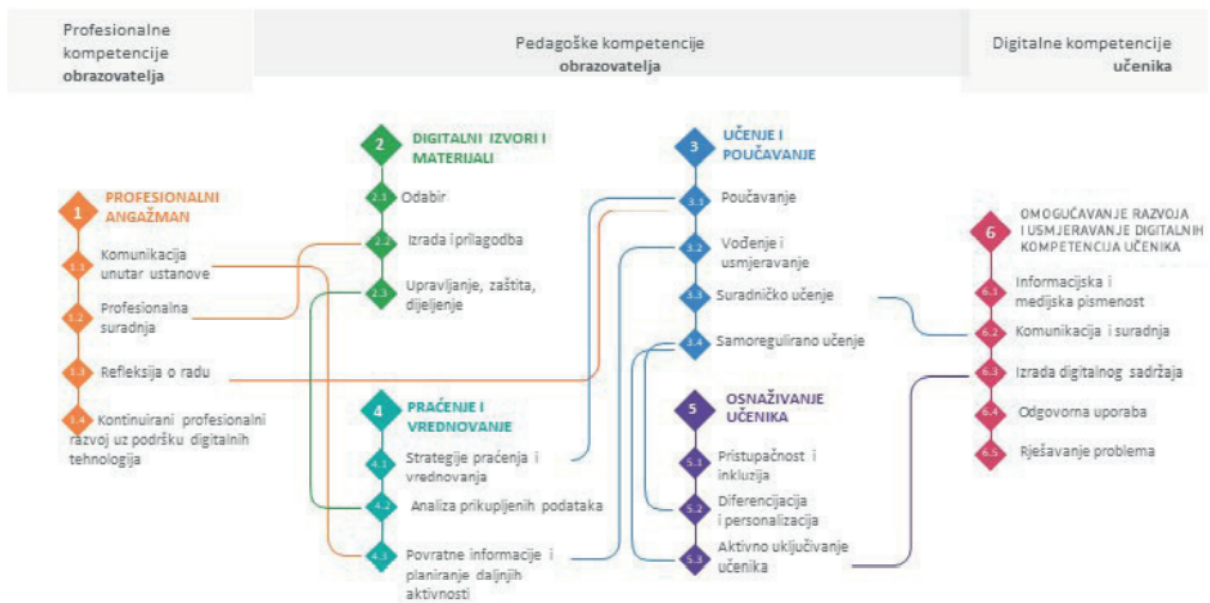 Profesionalne
kompetencije
obrazovatelja
Pedagoške kompetencije
obrazovatelja
Digitalne kompetencije
učenika
1
PROFESIONALNI
ANGAŽMAN
1.1
Komunikacija
unutar ustanove
1.2
Profesionalna
suradnja
1.3
Refleksija o radu
1.4
Kontinuirani profesionalni
razvoj uz podršku digitalnih
tehnologija
2
DIGITALNI IZVORI I
MATERIJALI
2.1
Odabir
2.2
Izrada i prilagodba
2.3
Upravljanje, zaštita,
dijeljenje
4
PRAĆENJE I
VREDNOVANJE
4.1
Strategije praćenja i
vrednovanja
4.2
Analiza prikupljenih podataka
4.3
Povratne informacije i
planiranje daljnjih
aktivnosti
3
UČENJE I
POUČAVANJE
3.1
Poučavanje
3.2
Vođenje i
usmjeravanje
3.3
Suradničko učenje
3.4
Samoregulirano učenje
5
OSNAŽIVANJE
UČENIKA
5.1
Pristupačnost i
inkluzija
5.2
Diferencijacija
i personalizacija
5.3
Aktivno uključivanje
učenika
6
OMOGUĆAVANJE RAZVOJA
I USMJERAVANJE DIGITALNIH
KOMPETENCIJA UČENIKA
6.1
Informacijska i
medijska pismenost
6.2
Komunikacija i suradnja
6.3
Izrada digitalnog sadržaja
6.4
Odgovorna uporaba
6.5
Rješavanje problema